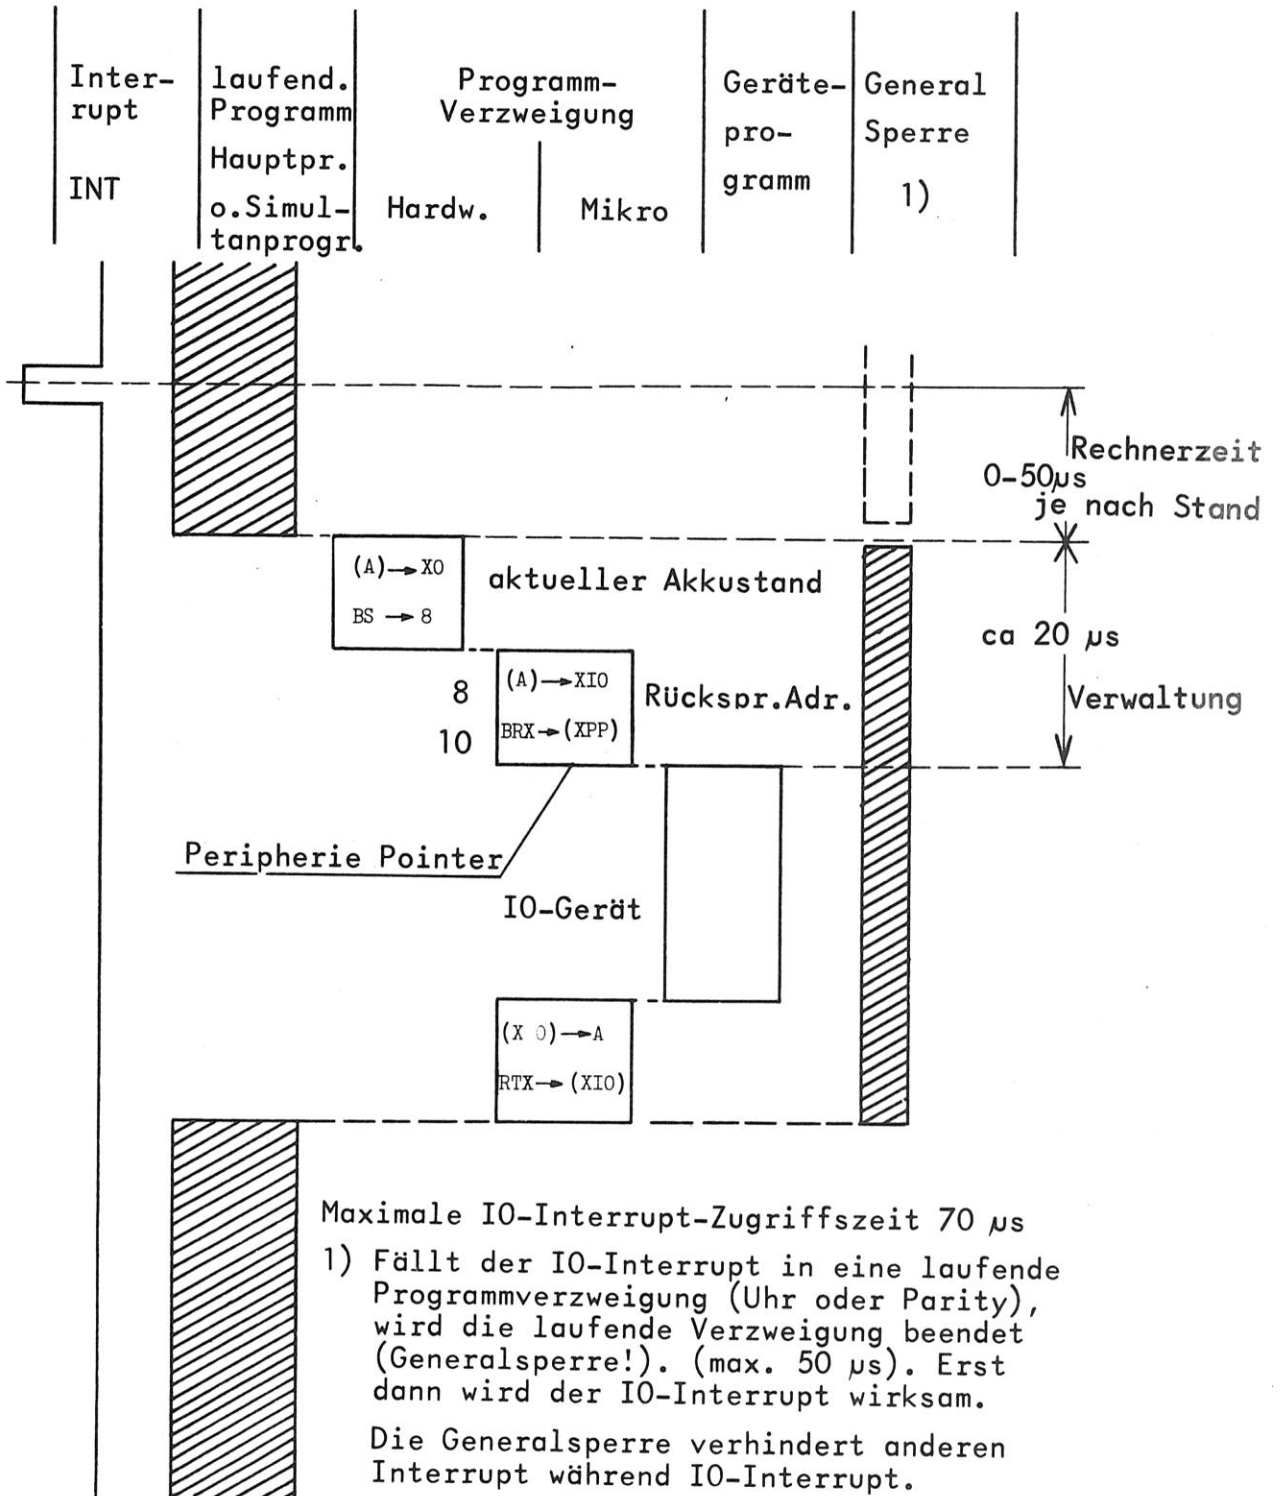 Inter-
rupt
INT
laufend.
Programm
Hauptpr.
o.Simul-
tanprogr.
Programm-
Verzweigung
Hardw.
Mikro
Geräte-
pro-
gramm
General
Sperre
1)
Rechnerzeit
0-50µs
je nach Stand
(A)→XO
BS → 8
aktueller Akkustand
ca 20 µs
8
10
(A)→XIO
BRX→(XPP)
Rückspr.Adr.
Verwaltung
Peripherie Pointer
IO-Gerät
(X O)→A
RTX→(XIO)
Maximale IO-Interrupt-Zugriffszeit 70 µs
1) Fällt der IO-Interrupt in eine laufende
Programmverzweigung (Uhr oder Parity),
wird die laufende Verzweigung beendet
(Generalsperre!). (max. 50 µs). Erst
dann wird der IO-Interrupt wirksam.
Die Generalsperre verhindert anderen
Interrupt während IO-Interrupt.